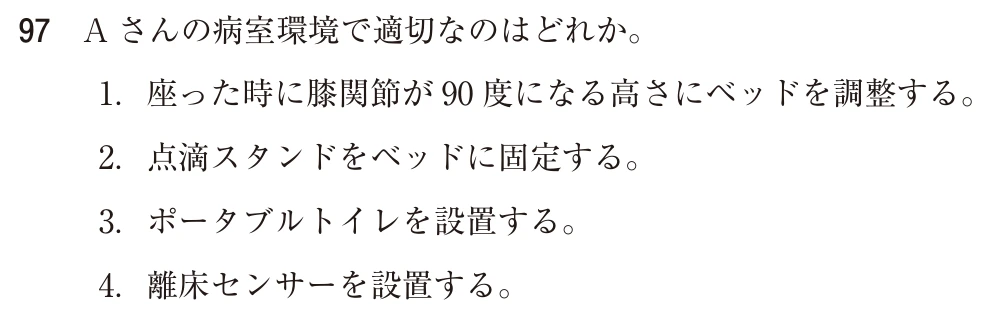 97 A さんの病室環境で適切なのはどれか。
1. 座った時に膝関節が 90 度になる高さにベッドを調整する。
2. 点滴スタンドをベッドに固定する。
3. ポータブルトイレを設置する。
4. 離床センサーを設置する。